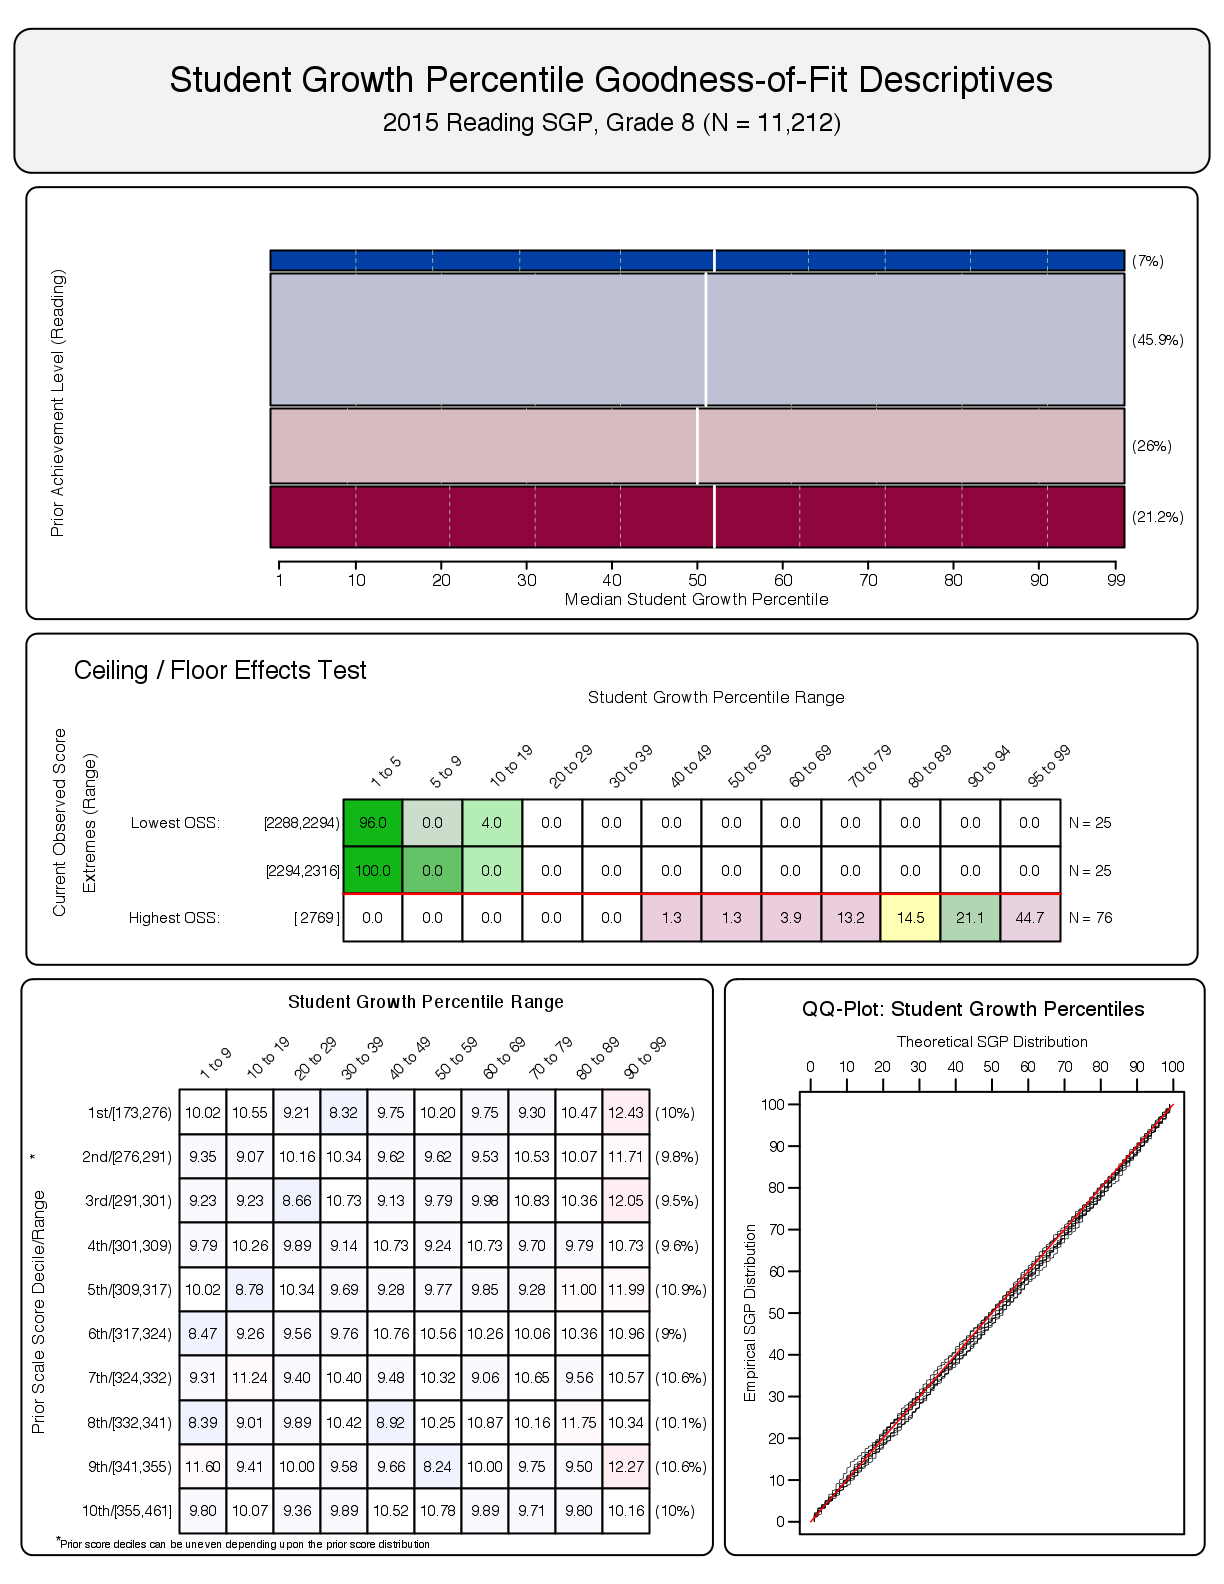 Student Growth Percentile Goodness-of-Fit Descriptives
2015 Reading SGP, Grade 8 (N = 11,212)
Prior Achievement Level (Reading)
(7%)
(45.9%)
(26%)
(21.2%)
1 10 20 30 40 50 60 70 80 90 99
Median Student Growth Percentile
Ceiling / Floor Effects Test
Student Growth Percentile Range
Current Observed Score
Extremes (Range)
1 to 5 5 to 9 10 to 19 20 to 29 30 to 39 40 to 49 50 to 59 60 to 69 70 to 79 80 to 89 90 to 94 95 to 99
Lowest OSS: [2288,2294) 96.0 0.0 4.0 0.0 0.0 0.0 0.0 0.0 0.0 0.0 0.0 0.0 N = 25
[2294,2316] 100.0 0.0 0.0 0.0 0.0 0.0 0.0 0.0 0.0 0.0 0.0 0.0 N = 25
Highest OSS: [ 2769 ] 0.0 0.0 0.0 0.0 0.0 1.3 1.3 3.9 13.2 14.5 21.1 44.7 N = 76
Student Growth Percentile Range
1 to 9 10 to 19 20 to 29 30 to 39 40 to 49 50 to 59 60 to 69 70 to 79 80 to 89 90 to 99
Prior Scale Score Decile/Range *
1st/[173,276) 10.02 10.55 9.21 8.32 9.75 10.20 9.75 9.30 10.47 12.43 (10%)
2nd/[276,291) 9.35 9.07 10.16 10.34 9.62 9.62 9.53 10.53 10.07 11.71 (9.8%)
3rd/[291,301) 9.23 9.23 8.66 10.73 9.13 9.79 9.98 10.83 10.36 12.05 (9.5%)
4th/[301,309) 9.79 10.26 9.89 9.14 10.73 9.24 10.73 9.70 9.79 10.73 (9.6%)
5th/[309,317) 10.02 8.78 10.34 9.69 9.28 9.77 9.85 9.28 11.00 11.99 (10.9%)
6th/[317,324) 8.47 9.26 9.56 9.76 10.76 10.56 10.26 10.06 10.36 10.96 (9%)
7th/[324,332) 9.31 11.24 9.40 10.40 9.48 10.32 9.06 10.65 9.56 10.57 (10.6%)
8th/[332,341) 8.39 9.01 9.89 10.42 8.92 10.25 10.87 10.16 11.75 10.34 (10.1%)
9th/[341,355) 11.60 9.41 10.00 9.58 9.66 8.24 10.00 9.75 9.50 12.27 (10.6%)
10th/[355,461] 9.80 10.07 9.36 9.89 10.52 10.78 9.89 9.71 9.80 10.16 (10%)
*Prior score deciles can be uneven depending upon the prior score distribution
QQ-Plot: Student Growth Percentiles
Theoretical SGP Distribution
0 10 20 30 40 50 60 70 80 90 100
Empirical SGP Distribution
100
90
80
70
60
50
40
30
20
10
0